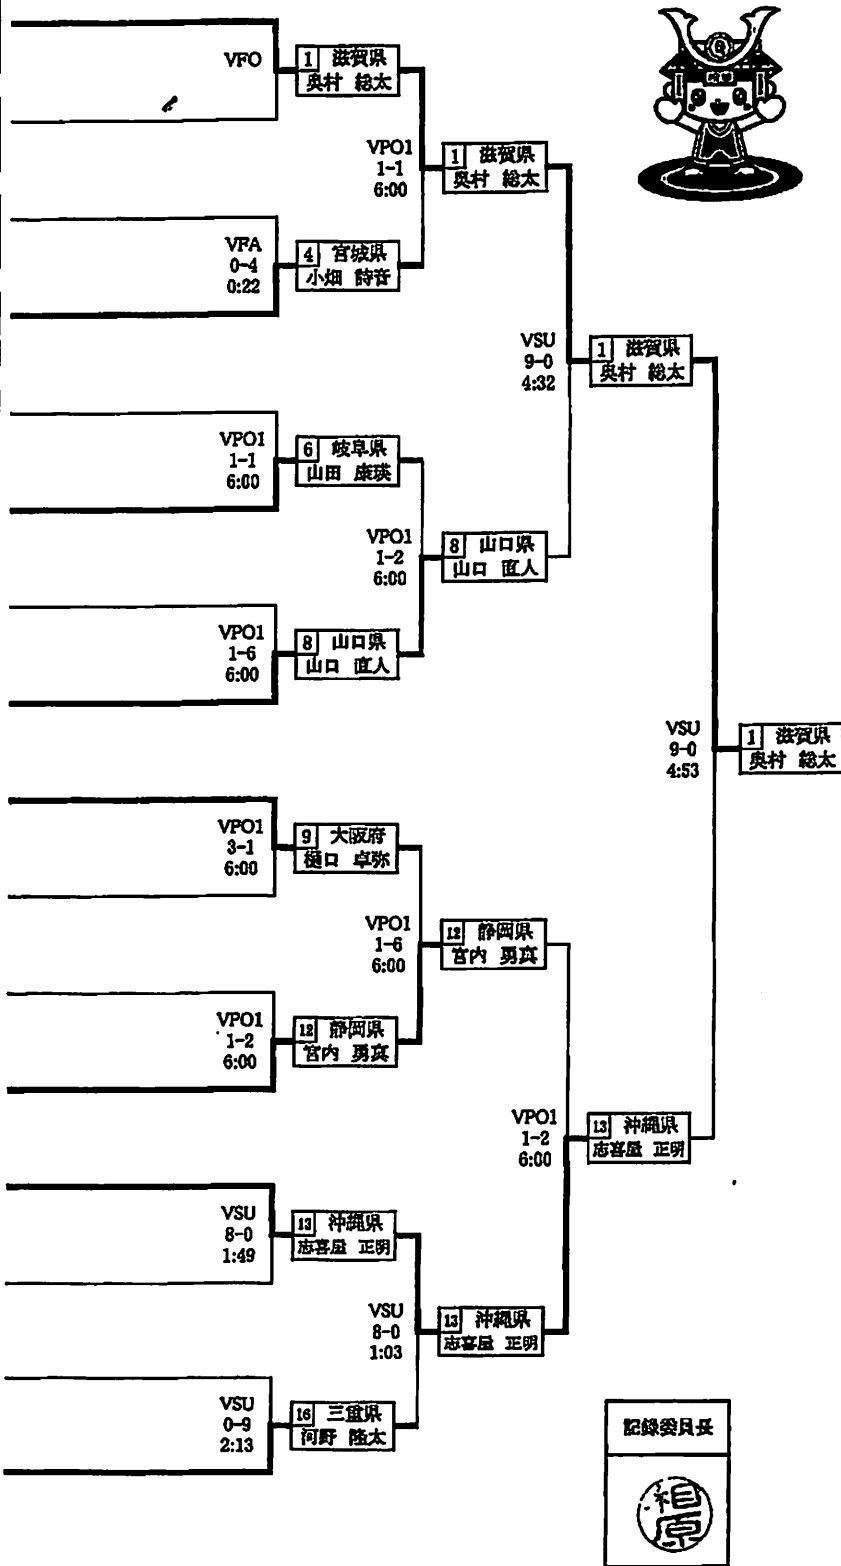 VFO
1 滋賀県
奥村 総太
VPO1
1-1
6:00
1 滋賀県
奥村 総太
VFA
0-4
0:22
4 宮城県
小畑 詩音
VSU
9-0
4:32
1 滋賀県
奥村 総太
VPO1
1-1
6:00
6 岐阜県
山田 康瑛
VPO1
1-2
6:00
8 山口県
山口 直人
VPO1
1-6
6:00
8 山口県
山口 直人
VSU
9-0
4:53
1 滋賀県
奥村 総太
VPO1
3-1
6:00
9 大阪府
樋口 卓弥
VPO1
1-6
6:00
12 静岡県
宮内 勇真
VPO1
1-2
6:00
12 静岡県
宮内 勇真
VPO1
1-2
6:00
13 沖縄県
志喜屋 正明
VSU
8-0
1:49
13 沖縄県
志喜屋 正明
VSU
8-0
1:03
13 沖縄県
志喜屋 正明
VSU
0-9
2:13
16 三重県
河野 隆太
記録委員長
相原